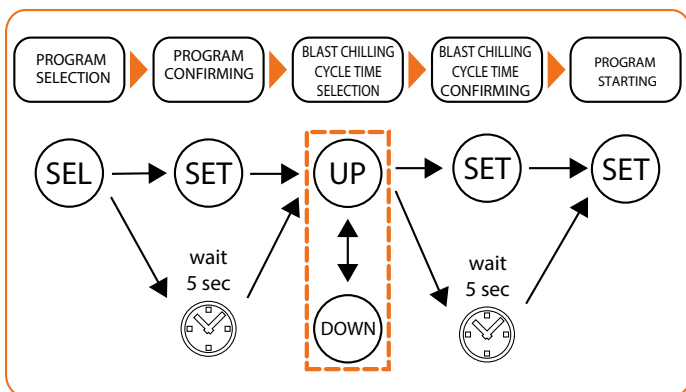 PROGRAM
SELECTION
PROGRAM
CONFIRMING
BLAST CHILLING
CYCLE TIME
SELECTION
BLAST CHILLING
CYCLE TIME
CONFIRMING
PROGRAM
STARTING
SEL
SET
UP
SET
SET
wait
5 sec
DOWN
wait
5 sec